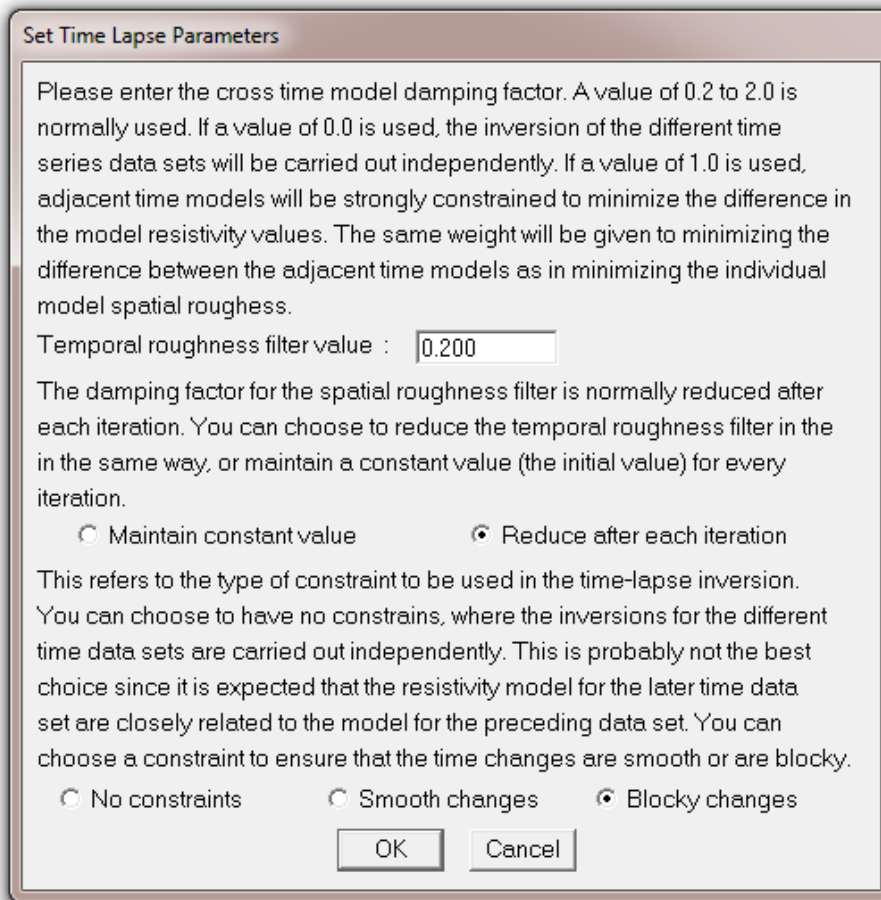 Set Time Lapse Parameters
Please enter the cross time model damping factor. A value of 0.2 to 2.0 is
normally used. If a value of 0.0 is used, the inversion of the different time
series data sets will be carried out independently. If a value of 1.0 is used,
adjacent time models will be strongly constrained to minimize the difference in
the model resistivity values. The same weight will be given to minimizing the
difference between the adjacent time models as in minimizing the individual
model spatial roughess.
Temporal roughness filter value : 0.200
The damping factor for the spatial roughness filter is normally reduced after
each iteration. You can choose to reduce the temporal roughness filter in the
in the same way, or maintain a constant value (the initial value) for every
iteration.
Maintain constant value Reduce after each iteration
This refers to the type of constraint to be used in the time-lapse inversion.
You can choose to have no constrains, where the inversions for the different
time data sets are carried out independently. This is probably not the best
choice since it is expected that the resistivity model for the later time data
set are closely related to the model for the preceding data set. You can
choose a constraint to ensure that the time changes are smooth or are blocky.
No constraints Smooth changes Blocky changes
OK Cancel